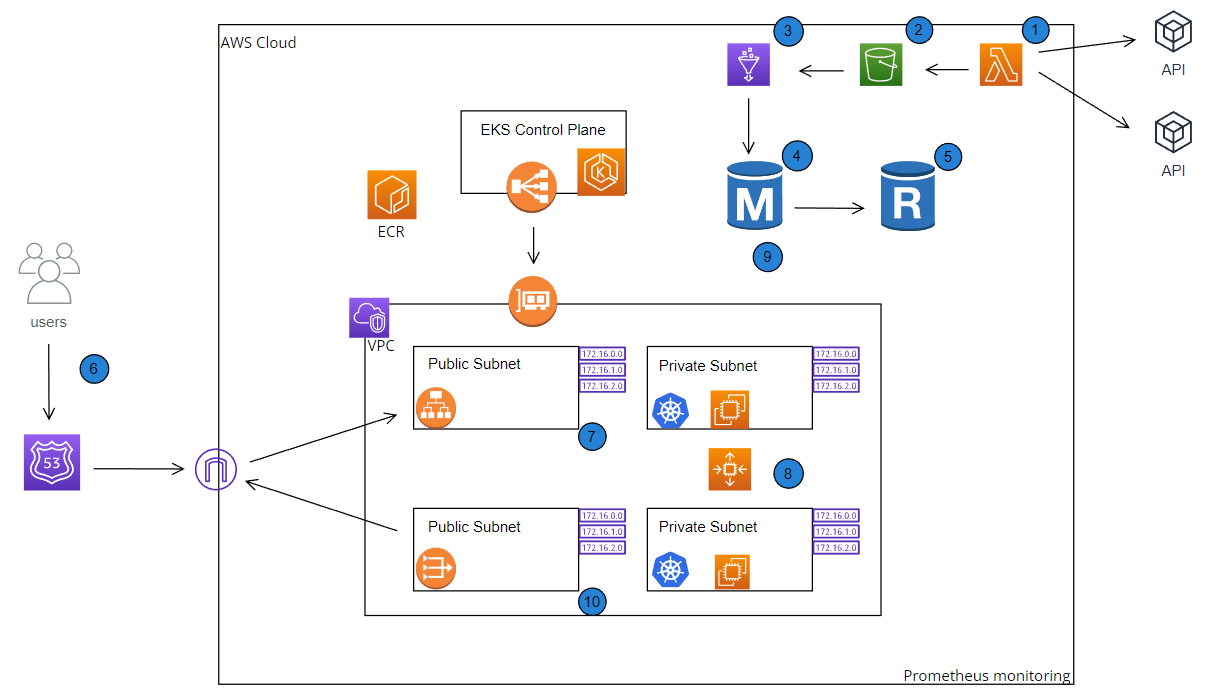 AWS Cloud
3
2
1
API
API
EKS Control Plane
K
ECR
4
5
M
R
9
users
6
VPC
Public Subnet
172.16.0.0
172.16.1.0
172.16.2.0
Private Subnet
172.16.0.0
172.16.1.0
172.16.2.0
7
53
8
Public Subnet
172.16.0.0
172.16.1.0
172.16.2.0
Private Subnet
172.16.0.0
172.16.1.0
172.16.2.0
10
Prometheus monitoring